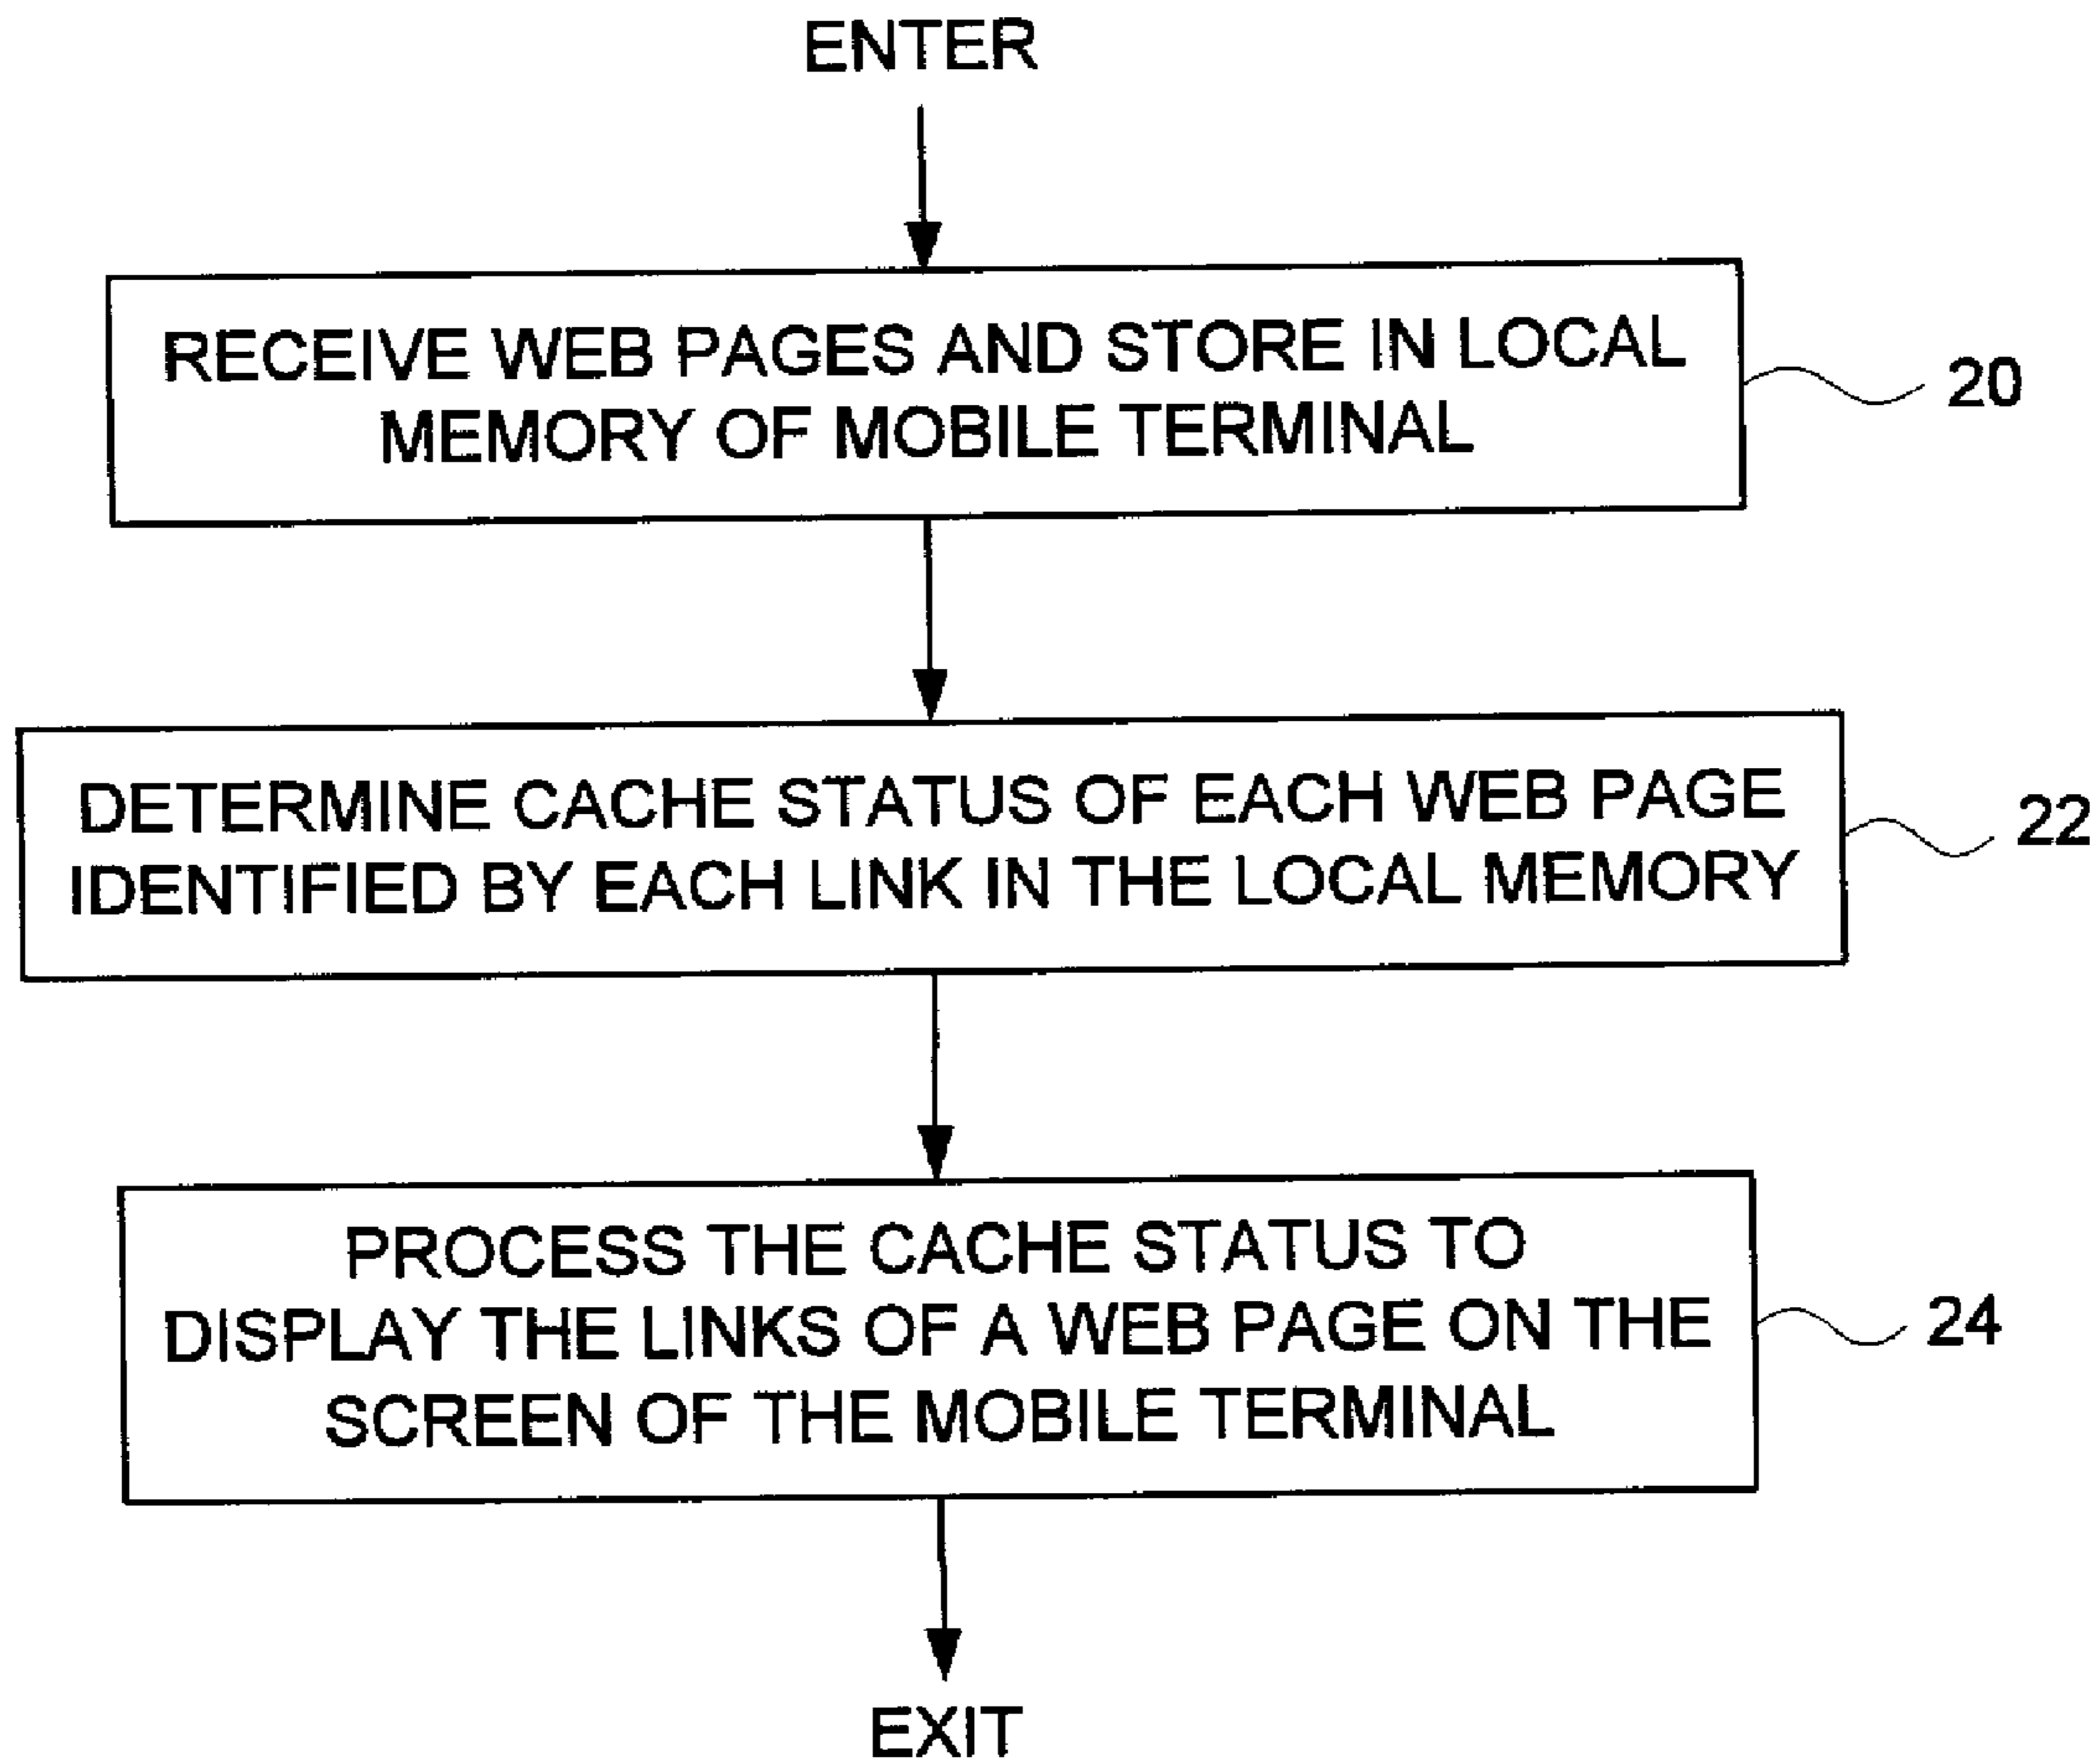 ENTER
RECEIVE WEB PAGES AND STORE IN LOCAL
MEMORY OF MOBILE TERMINAL
20
DETERMINE CACHE STATUS OF EACH WEB PAGE
IDENTIFIED BY EACH LINK IN THE LOCAL MEMORY
22
PROCESS THE CACHE STATUS TO
DISPLAY THE LINKS OF A WEB PAGE ON THE
SCREEN OF THE MOBILE TERMINAL
24
EXIT